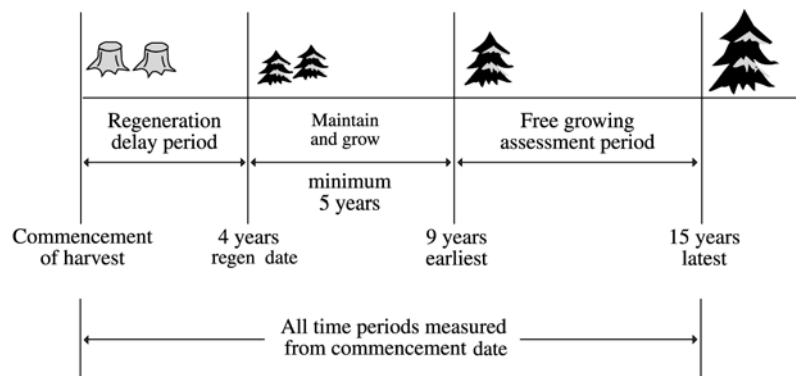 Regeneration
delay period
Maintain
and grow
Free growing
assessment period
minimum
5 years
Commencement
of harvest
4 years
regen date
9 years
earliest
15 years
latest
All time periods measured
from commencement date